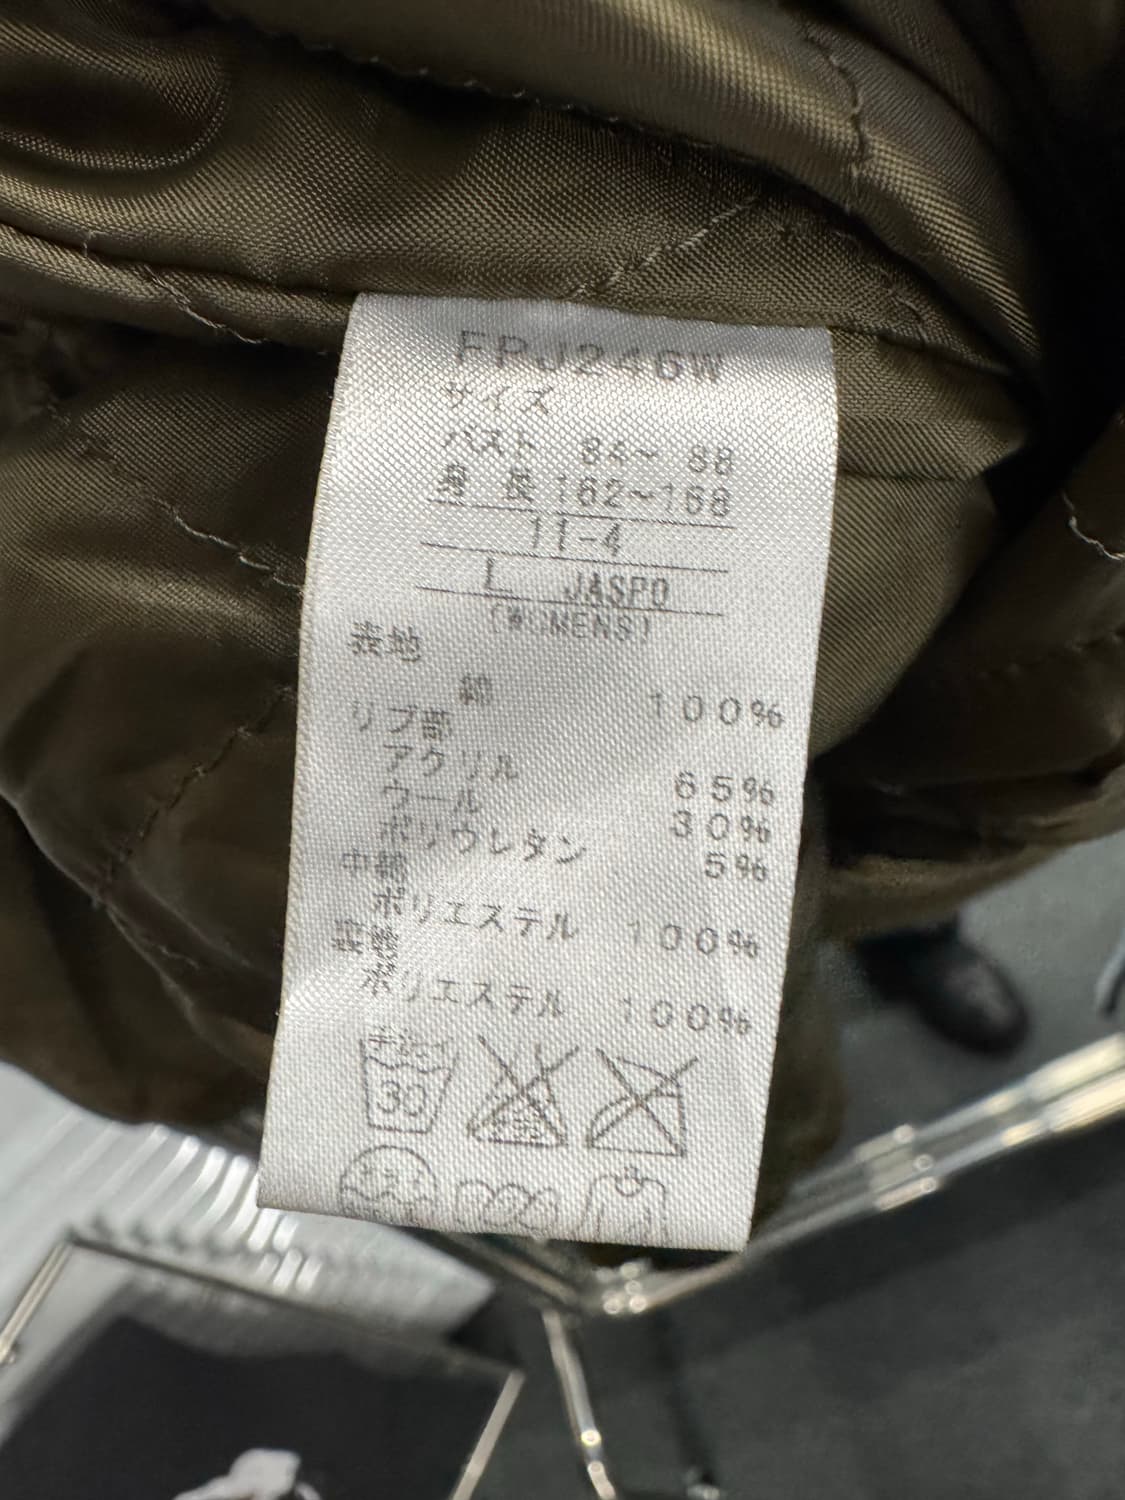 FPJ246W
サイズ
バスト 84～ 88
身 長 162～168
11-4
L JASPO
(WOMENS)
表地
綿 100%
リブ部
アクリル 65%
ウール 30%
ポリウレタン 5%
中綿
ポリエステル 100%
裏地
ポリエステル 100%
30